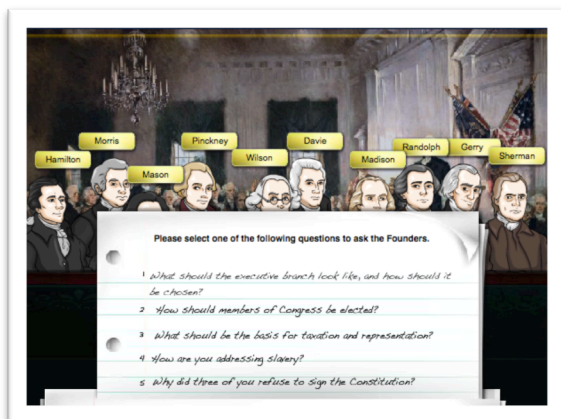 Morris
Pinckney
Davie
Hamilton
Mason
Wilson
Madison
Randolph
Gerry
Sherman
Please select one of the following questions to ask the Founders.
1 What should the executive branch look like, and how should it
be chosen?
2 How should members of Congress be elected?
3 What should be the basis for taxation and representation?
4 How are you addressing slavery?
5 Why did three of you refuse to sign the Constitution?